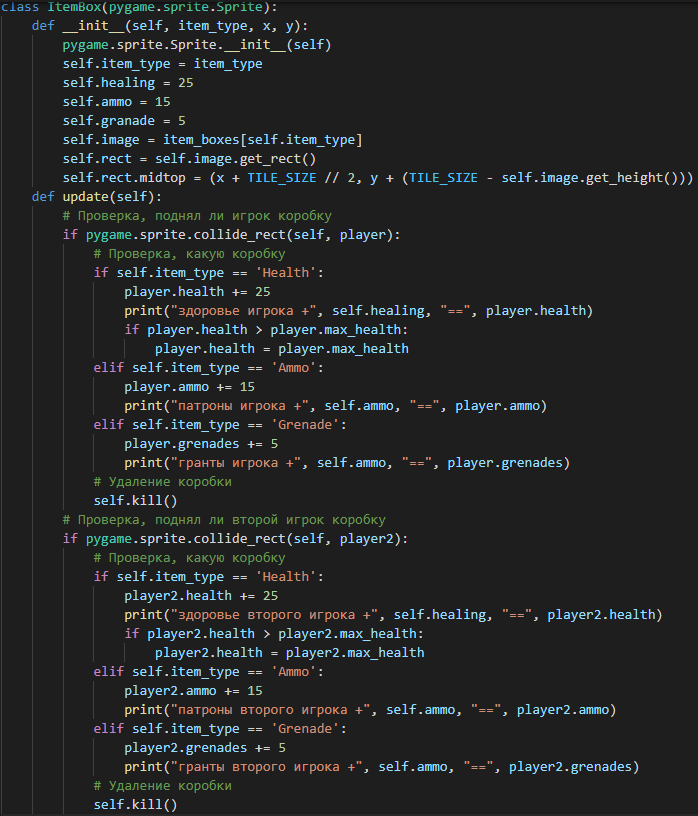 class ItemBox(pygame.sprite.Sprite):
    def __init__(self, item_type, x, y):
        pygame.sprite.Sprite.__init__(self)
        self.item_type = item_type
        self.healing = 25
        self.ammo = 15
        self.granade = 5
        self.image = item_boxes[self.item_type]
        self.rect = self.image.get_rect()
        self.rect.midtop = (x + TILE_SIZE // 2, y + (TILE_SIZE - self.image.get_height()))
    def update(self):
        # Проверка, поднял ли игрок коробку
        if pygame.sprite.collide_rect(self, player):
            # Проверка, какую коробку
            if self.item_type == 'Health':
                player.health += 25
                print("здоровье игрока +", self.healing, "==", player.health)
                if player.health > player.max_health:
                    player.health = player.max_health
            elif self.item_type == 'Ammo':
                player.ammo += 15
                print("патроны игрока +", self.ammo, "==", player.ammo)
            elif self.item_type == 'Grenade':
                player.grenades += 5
                print("гранты игрока +", self.ammo, "==", player.grenades)
            # Удаление коробки
            self.kill()
        # Проверка, поднял ли второй игрок коробку
        if pygame.sprite.collide_rect(self, player2):
            # Проверка, какую коробку
            if self.item_type == 'Health':
                player2.health += 25
                print("здоровье второго игрока +", self.healing, "==", player2.health)
                if player2.health > player2.max_health:
                    player2.health = player2.max_health
            elif self.item_type == 'Ammo':
                player2.ammo += 15
                print("патроны второго игрока +", self.ammo, "==", player2.ammo)
            elif self.item_type == 'Grenade':
                player2.grenades += 5
                print("гранты второго игрока +", self.ammo, "==", player2.grenades)
            # Удаление коробки
            self.kill()